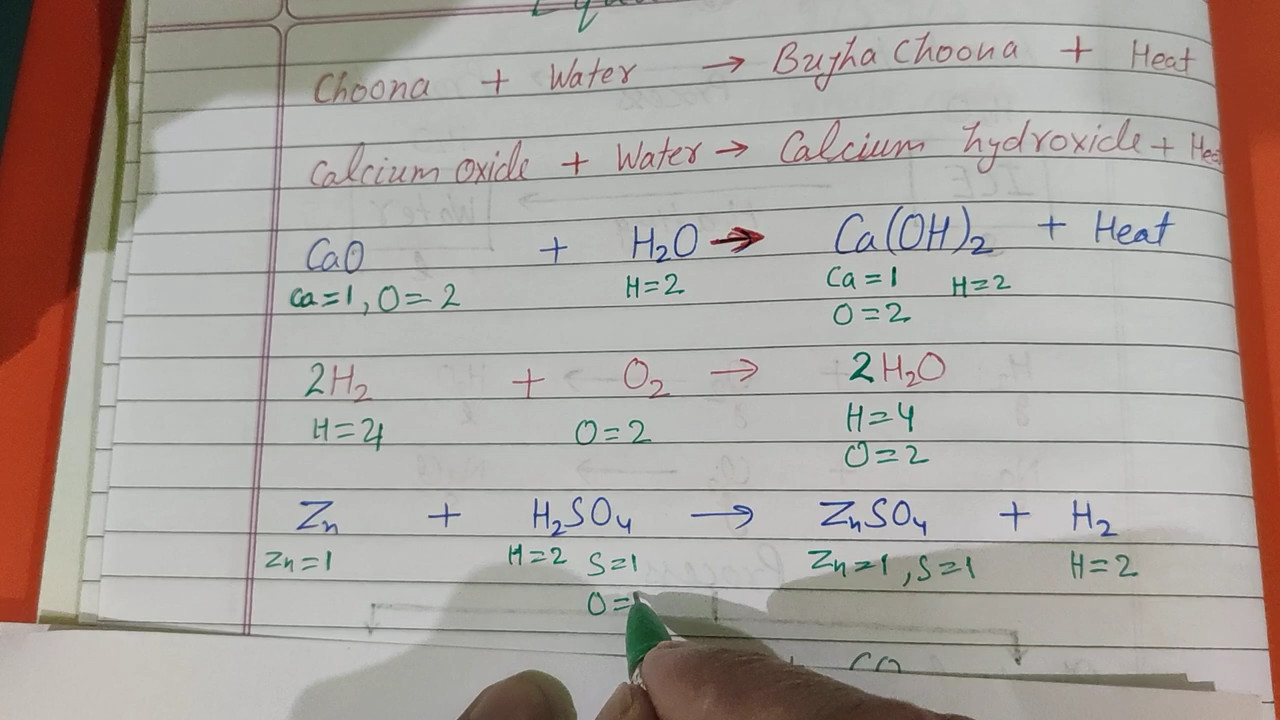 Choona + Water → Bujha Choona + Heat
Calcium oxide + Water → Calcium hydroxide +
CaO + H₂O → Ca(OH)₂ + Heat
Ca=1, O=2 H=2 Ca=1 H=2
O=2
2H₂ + O₂ → 2H₂O
H=4 O=2 H=4
O=2
Zn + H₂SO₄ → ZnSO₄ + H₂
Zn=1 H=2 S=1 Zn=1, S=1 H=2
O=